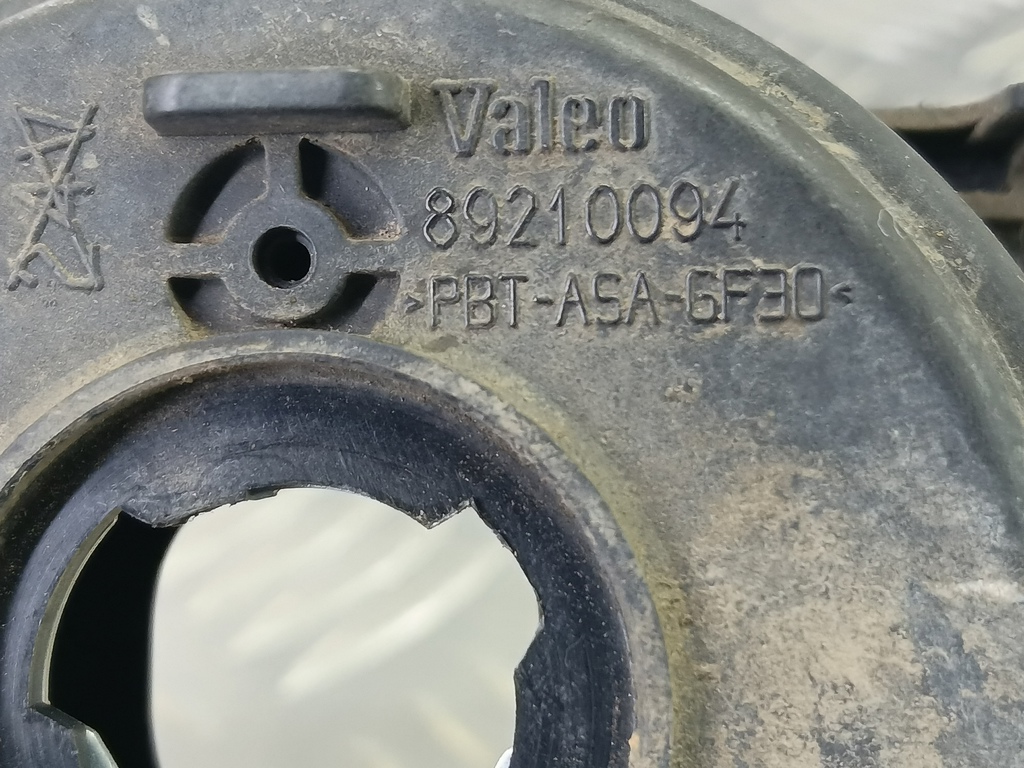 Valeo
89210094
>PBT-ASA-GF30<